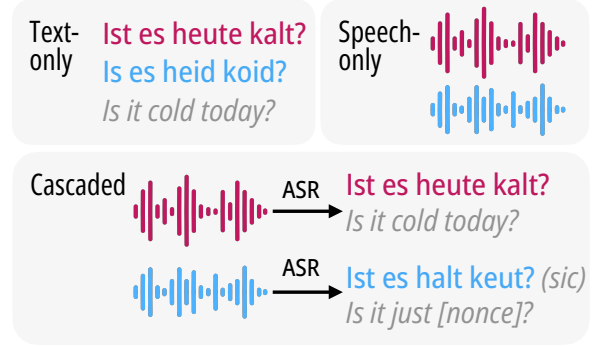 Text-
only
Ist es heute kalt?
Is es heid koid?
Is it cold today?
Speech-
only
Cascaded
ASR
Ist es heute kalt?
Is it cold today?
ASR
Ist es halt keut? (sic)
Is it just [nonce]?